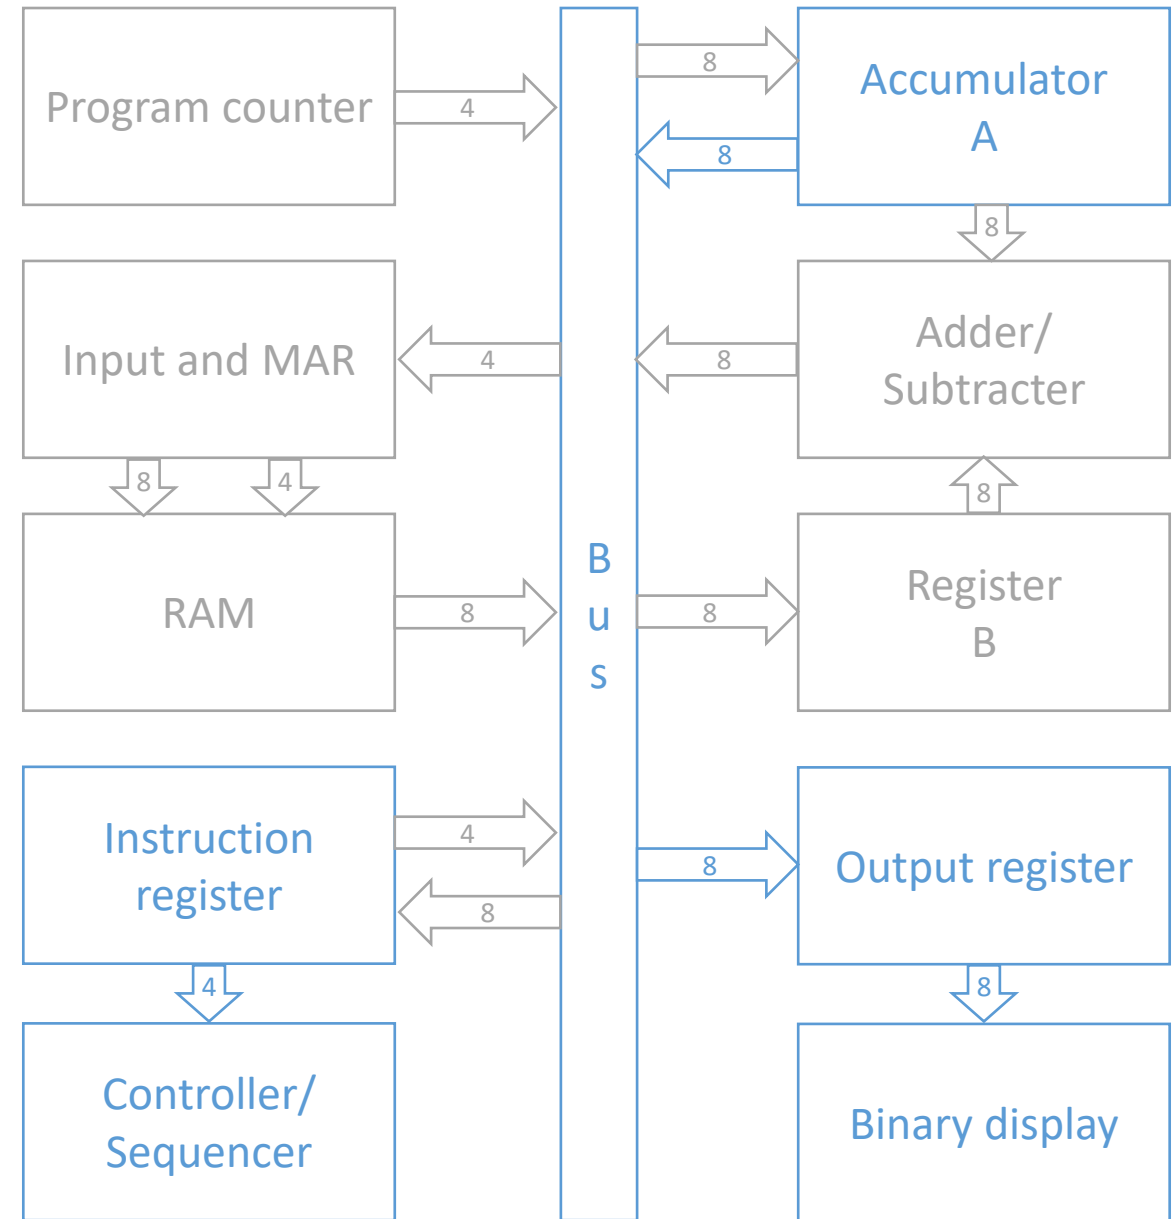 Program counter
4
8
Accumulator
A
8
8
Input and MAR
4
8
Adder/
Subtracter
8
4
8
RAM
8
B
u
s
8
Register
B
Instruction
register
4
8
8
Output register
4
8
Controller/
Sequencer
Binary display